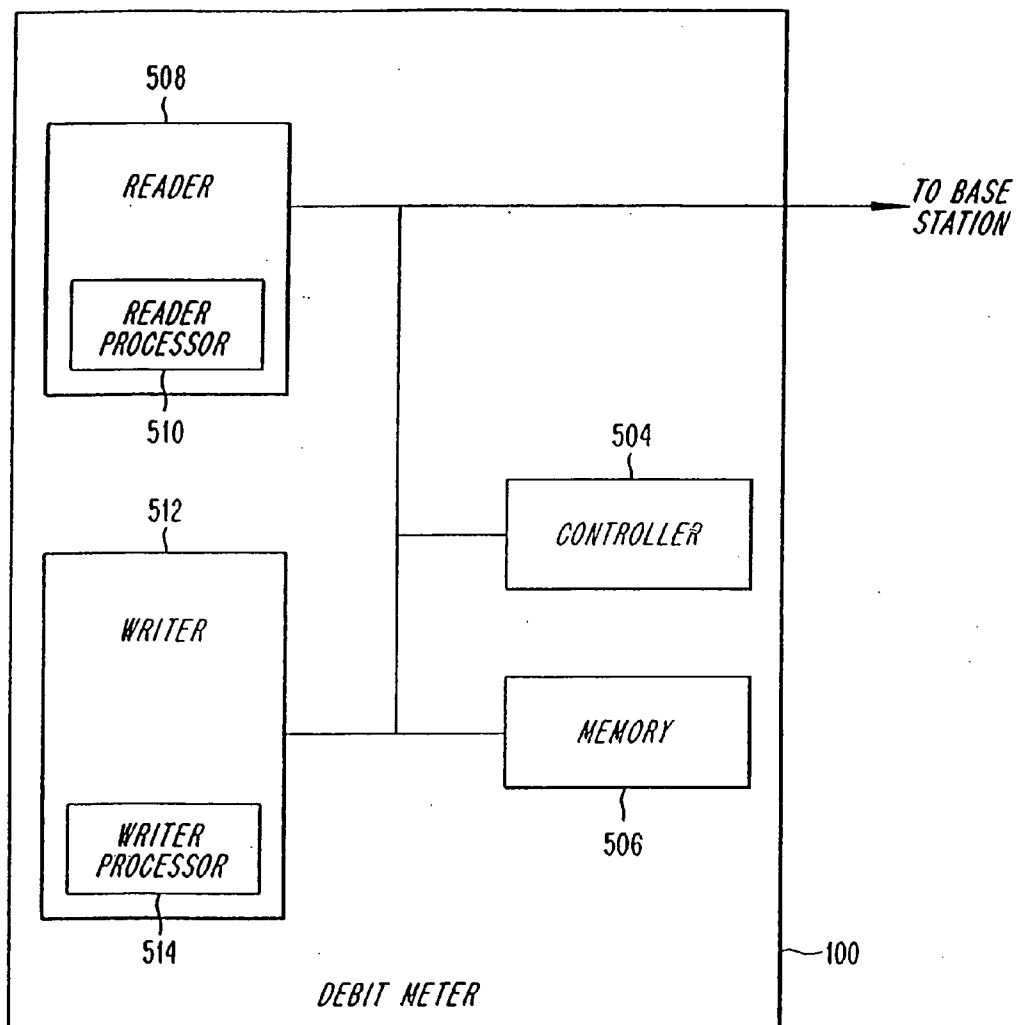 508
READER
TO BASE
STATION
READER
PROCESSOR
510
504
CONTROLLER
512
WRITER
MEMORY
506
WRITER
PROCESSOR
514
100
DEBIT METER